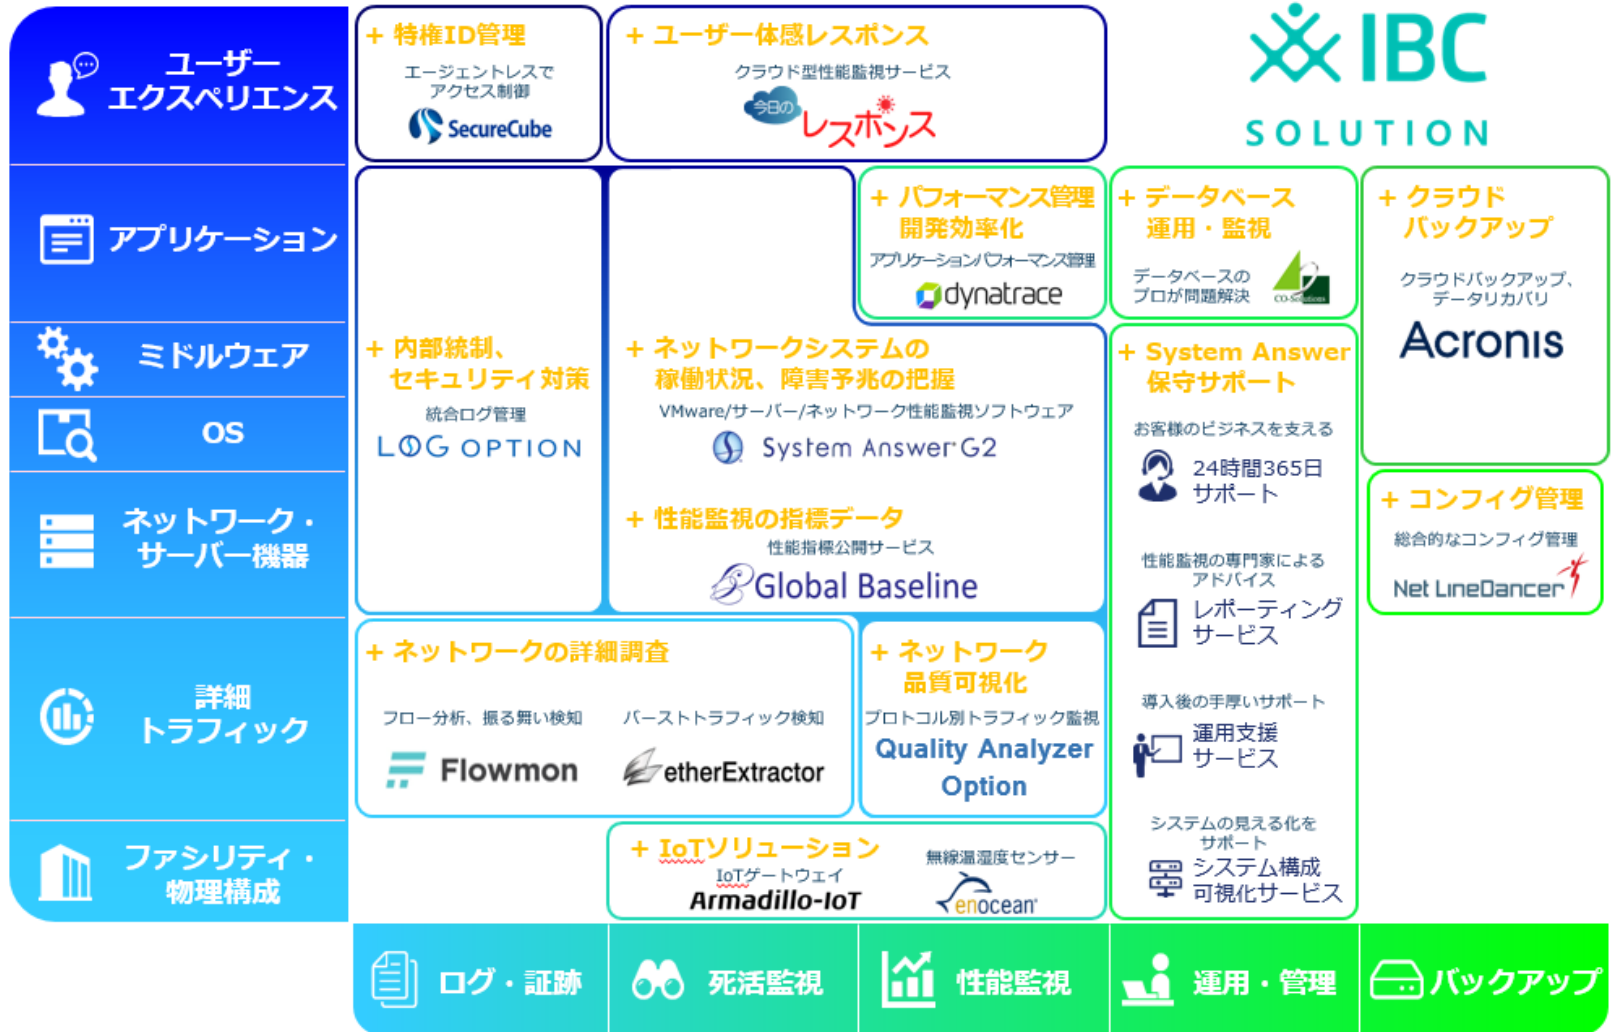 ユーザー
エクスペリエンス
アプリケーション
ミドルウェア
OS
ネットワーク・
サーバー機器
詳細
トラフィック
ファシリティ・
物理構成
+ 特権ID管理
エージェントレスで
アクセス制御
SecureCube
+ ユーザー体感レスポンス
クラウド型性能監視サービス
今日の
レスポンス
IBC
SOLUTION
+ 内部統制、
セキュリティ対策
統合ログ管理
LOG OPTION
+ パフォーマンス管理
開発効率化
アプリケーションパフォーマンス管理
dynatrace
+ ネットワークシステムの
稼働状況、障害予兆の把握
VMware/サーバー/ネットワーク性能監視ソフトウェア
System Answer G2
+ 性能監視の指標データ
性能指標公開サービス
Global Baseline
+ データベース
運用・監視
データベースの
プロが問題解決
CO-Solutions
+ クラウド
バックアップ
クラウドバックアップ、
データリカバリ
Acronis
+ System Answer
保守サポート
お客様のビジネスを支える
24時間365日
サポート
性能監視の専門家による
アドバイス
レポーティング
サービス
導入後の手厚いサポート
運用支援
サービス
システムの見える化を
サポート
システム構成
可視化サービス
+ コンフィグ管理
総合的なコンフィグ管理
Net LineDancer
+ ネットワークの詳細調査
フロー分析、振る舞い検知
Flowmon
バーストトラフィック検知
etherExtractor
+ ネットワーク
品質可視化
プロトコル別トラフィック監視
Quality Analyzer
Option
+ IoTソリューション
IoTゲートウェイ
Armadillo-IoT
無線温湿度センサー
enocean
ログ・証跡
死活監視
性能監視
運用・管理
バックアップ